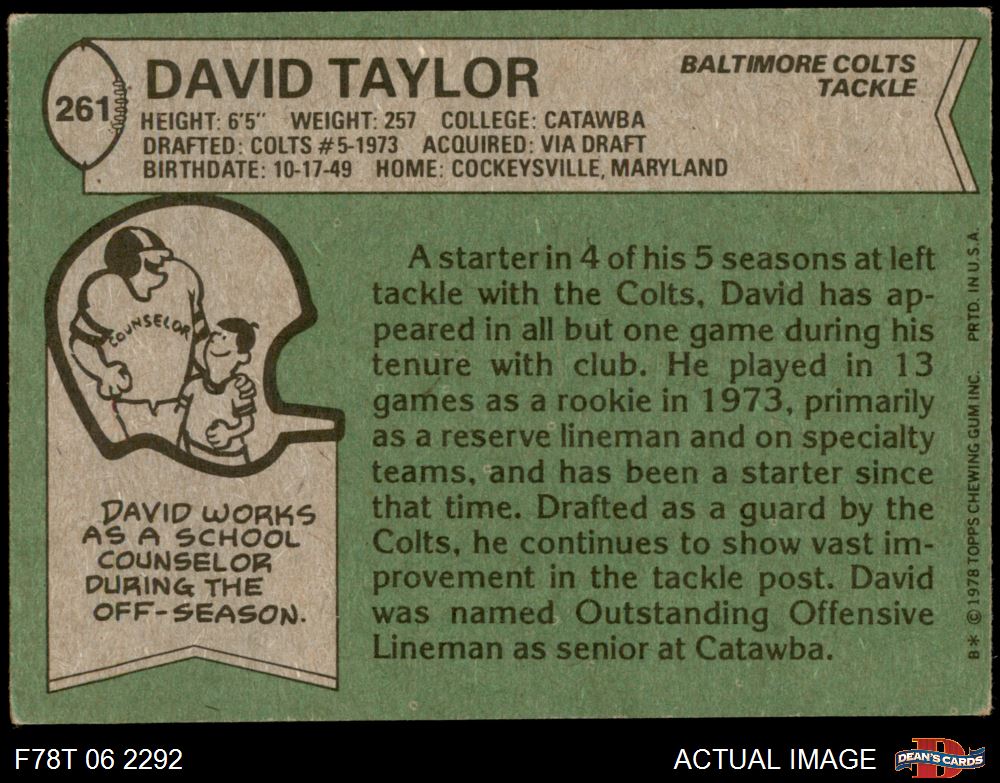 261
DAVID TAYLOR
BALTIMORE COLTS
TACKLE
HEIGHT: 6'5" WEIGHT: 257 COLLEGE: CATAWBA
DRAFTED: COLTS #5-1973 ACQUIRED: VIA DRAFT
BIRTHDATE: 10-17-49 HOME: COCKEYSVILLE, MARYLAND
COUNSELOR
DAVID WORKS
AS A SCHOOL
COUNSELOR
DURING THE
OFF-SEASON.
A starter in 4 of his 5 seasons at left
tackle with the Colts, David has ap-
peared in all but one game during his
tenure with club. He played in 13
games as a rookie in 1973, primarily
as a reserve lineman and on specialty
teams, and has been a starter since
that time. Drafted as a guard by the
Colts, he continues to show vast im-
provement in the tackle post. David
was named Outstanding Offensive
Lineman as senior at Catawba.
B* © 1978 TOPPS CHEWING GUM INC. PRTD. IN U.S.A.
F78T 06 2292
ACTUAL IMAGE
D
DEAN'S CARDS